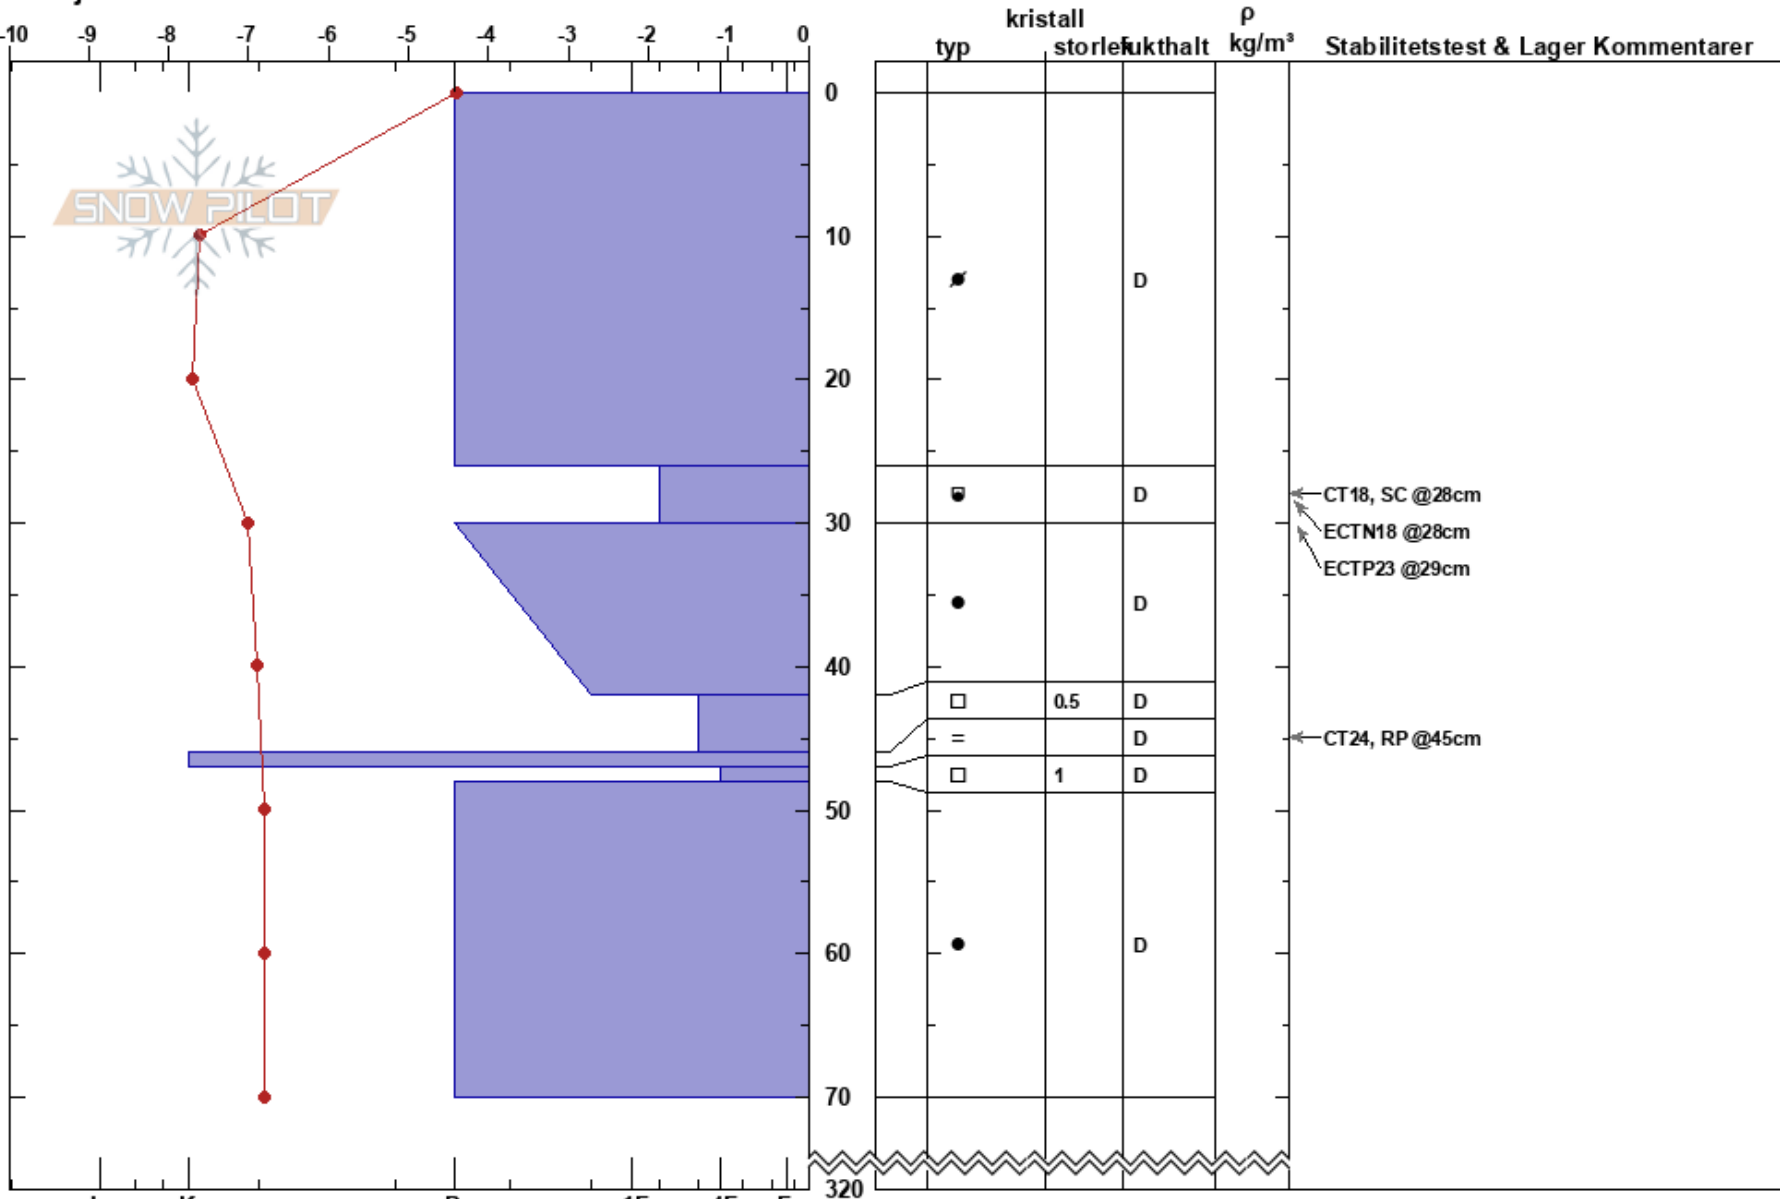 kristall ρ
-10 -9 -8 -7 -6 -5 -4 -3 -2 -1 0 typ storlek fukthalt kg/m³ Stabilitetstest & Lager Kommentarer
0
SNOW PILOT
10
D
20
D CT18, SC @28cm
30
ECTN18 @28cm
ECTP23 @29cm
D
40
0.5 D
= D CT24, RP @45cm
1 D
50
D
60
70
320